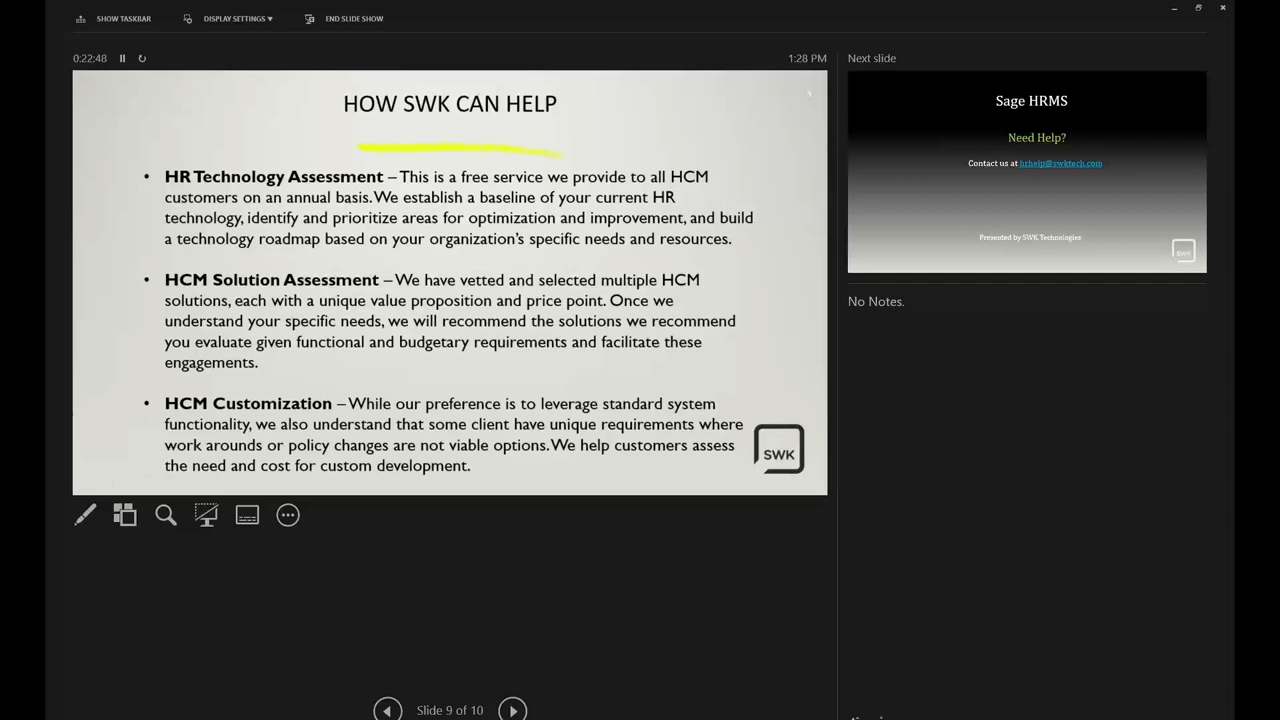 SHOW TASKBAR
DISPLAY SETTINGS ▾
END SLIDE SHOW
0:22:48
1:28 PM
HOW SWK CAN HELP
• HR Technology Assessment – This is a free service we provide to all HCM
customers on an annual basis. We establish a baseline of your current HR
technology, identify and prioritize areas for optimization and improvement, and build
a technology roadmap based on your organization's specific needs and resources.
• HCM Solution Assessment – We have vetted and selected multiple HCM
solutions, each with a unique value proposition and price point. Once we
understand your specific needs, we will recommend the solutions we recommend
you evaluate given functional and budgetary requirements and facilitate these
engagements.
• HCM Customization – While our preference is to leverage standard system
functionality, we also understand that some client have unique requirements where
work arounds or policy changes are not viable options. We help customers assess
the need and cost for custom development.
SWK
Slide 9 of 10
Next slide
Sage HRMS
Need Help?
Contact us at hrhelp@swktech.com
Presented by SWK Technologies
SWK
No Notes.